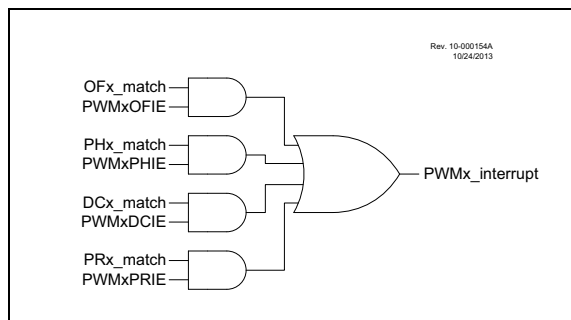 Rev. 10-000154A
10/24/2013
OFx_match
PWMxOFIE
PHx_match
PWMxPHIE
DCx_match
PWMxDCIE
PRx_match
PWMxPRIE
PWMx_interrupt